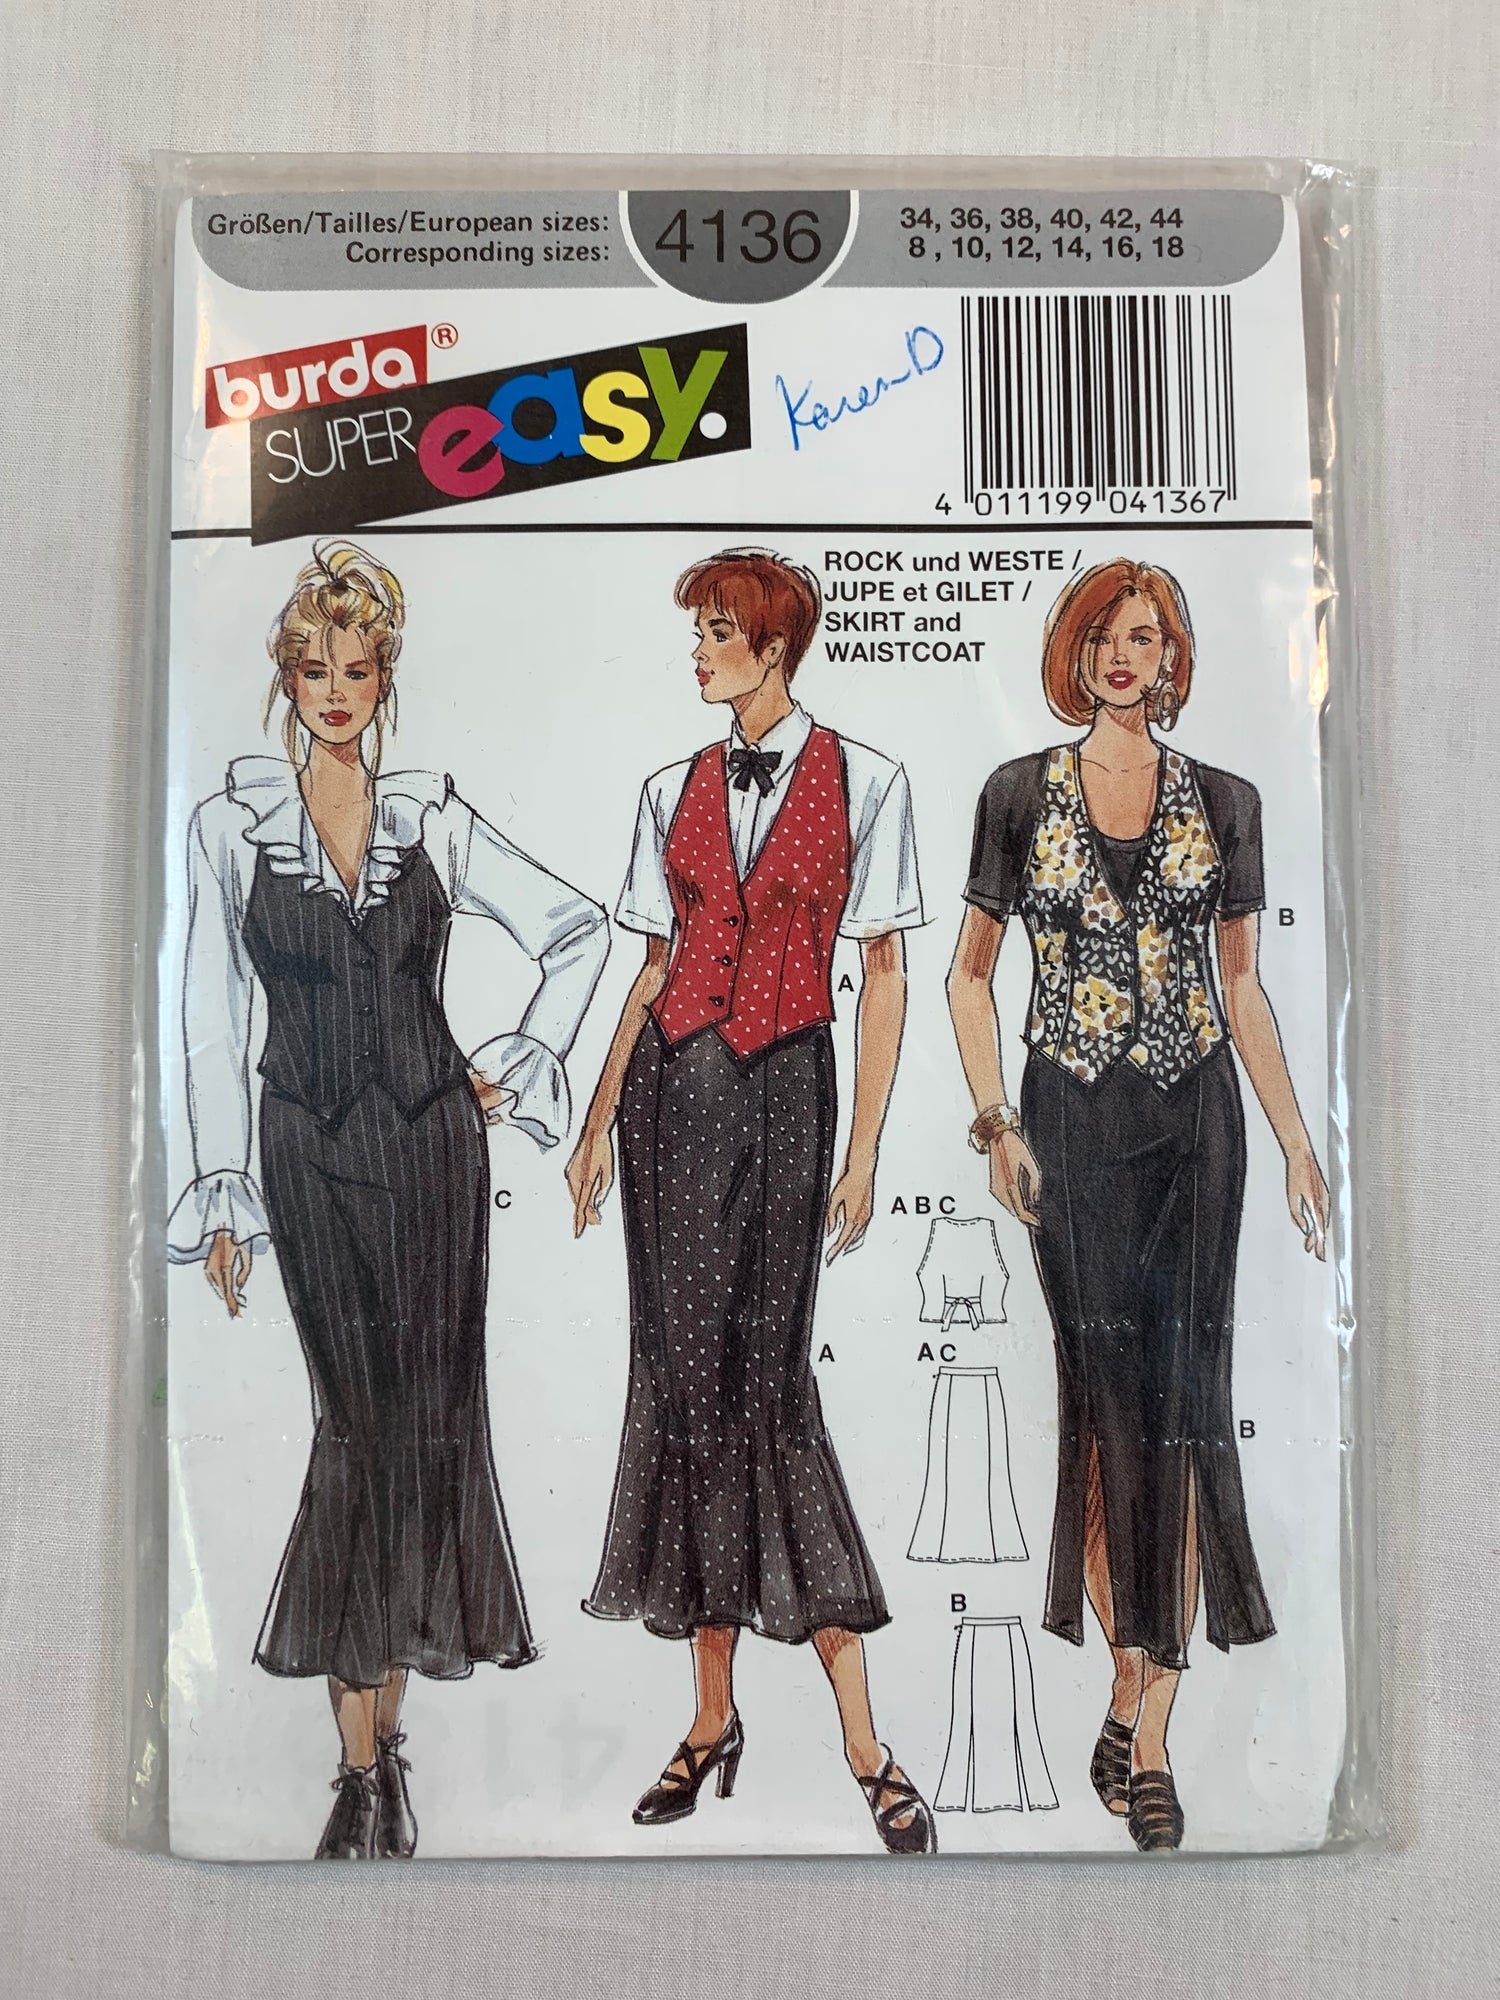 Größen/Tailles/European sizes: 4136 34, 36, 38, 40, 42, 44
Corresponding sizes: 8 , 10, 12, 14, 16, 18
burda®
SUPER easy.
Karen D
4 011199 041367
ROCK und WESTE /
JUPE et GILET /
SKIRT and
WAISTCOAT
B
A
C
A B C
A
A C
B
B